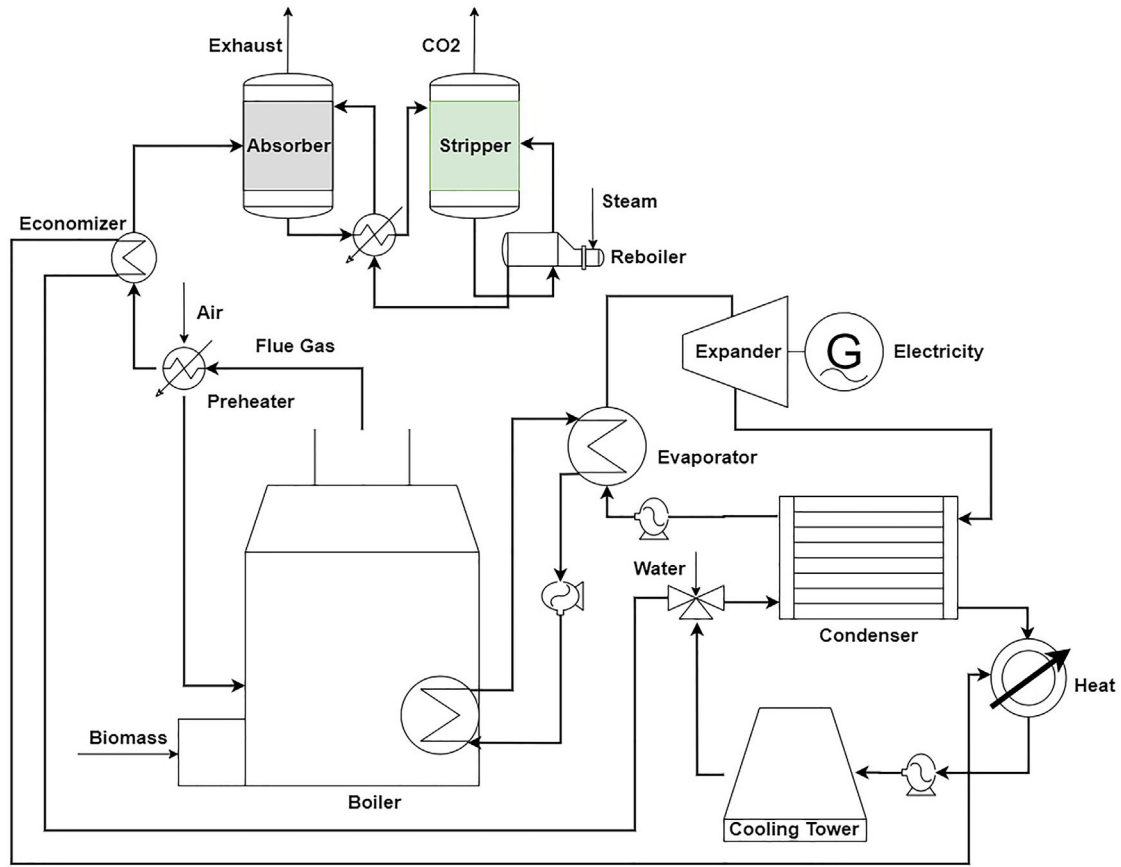 Exhaust
CO2
Absorber
Stripper
Steam
Economizer
Reboiler
Air
Flue Gas
Expander
G
Electricity
Preheater
Evaporator
Water
Condenser
Heat
Biomass
Boiler
Cooling Tower